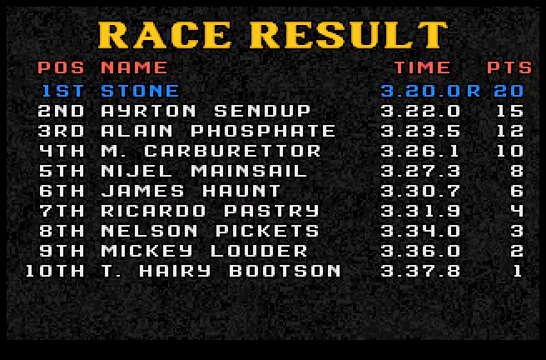 RACE RESULT
POS NAME TIME PTS
1ST STONE 3.20.0 R 20
2ND AYRTON SENDUP 3.22.0 15
3RD ALAIN PHOSPHATE 3.23.5 12
4TH M. CARBURETTOR 3.26.1 10
5TH NIJEL MAINSAIL 3.27.3 8
6TH JAMES HAUNT 3.30.7 6
7TH RICARDO PASTRY 3.31.9 4
8TH NELSON PICKETS 3.34.0 3
9TH MICKEY LOUDER 3.36.0 2
10TH T. HAIRY BOOTSON 3.37.8 1